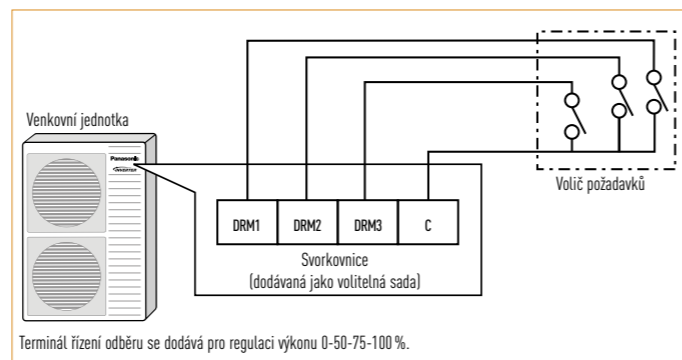 Venkovní jednotka
Panasonic
INVERTER
DRM1
DRM2
DRM3
C
Svorkovnice
(dodávaná jako volitelná sada)
Volič požadavků
Terminál řízení odběru se dodává pro regulaci výkonu 0-50-75-100 %.